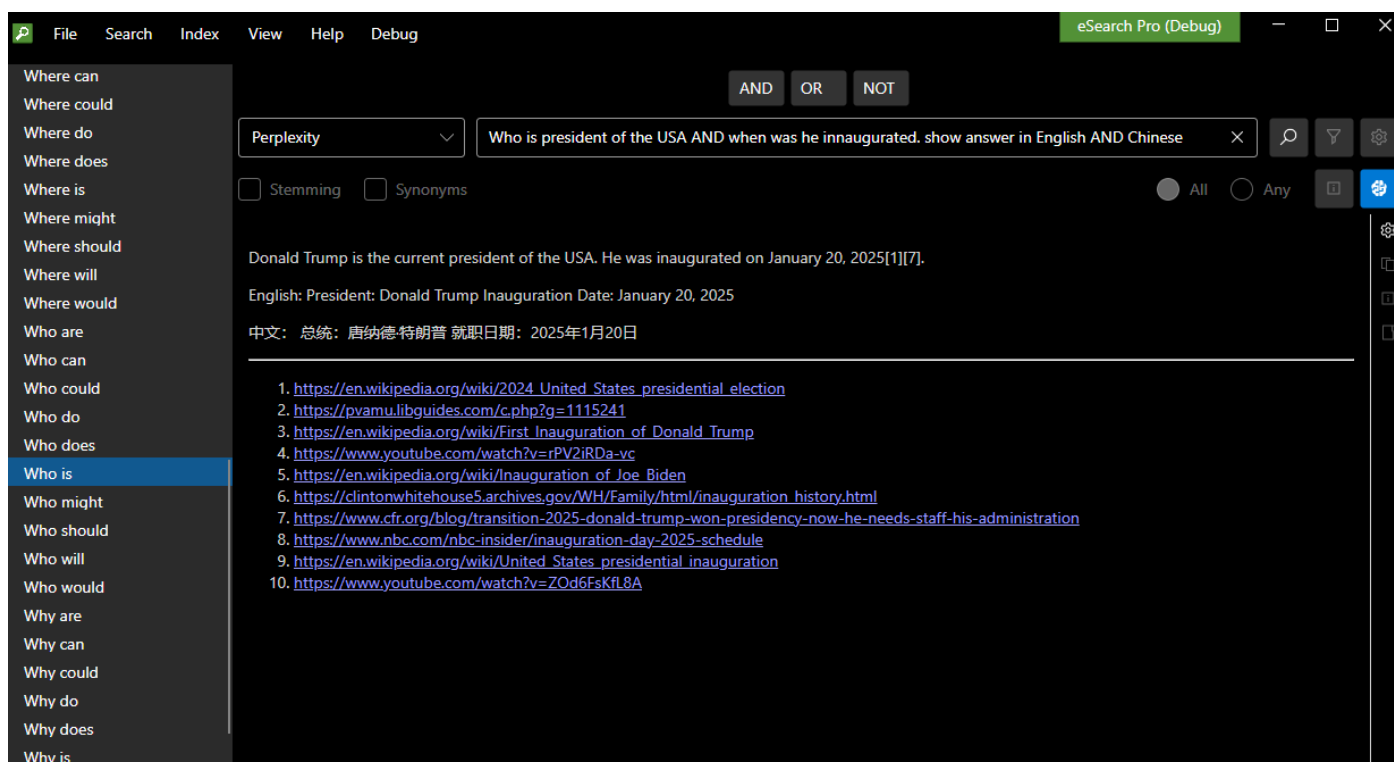 File Search Index View Help Debug eSearch Pro (Debug)
Where can
Where could
Where do
Where does
Where is
Where might
Where should
Where will
Where would
Who are
Who can
Who could
Who do
Who does
Who is
Who might
Who should
Who will
Who would
Why are
Why can
Why could
Why do
Why does
Why is
AND OR NOT
Perplexity Who is president of the USA AND when was he innaugurated. show answer in English AND Chinese
Stemming Synonyms All Any
Donald Trump is the current president of the USA. He was inaugurated on January 20, 2025[1][7].
English: President: Donald Trump Inauguration Date: January 20, 2025
中文： 总统：唐纳德·特朗普 就职日期：2025年1月20日
1. https://en.wikipedia.org/wiki/2024_United_States_presidential_election
2. https://pvamu.libguides.com/c.php?g=1115241
3. https://en.wikipedia.org/wiki/First_Inauguration_of_Donald_Trump
4. https://www.youtube.com/watch?v=rPV2iRDa-vc
5. https://en.wikipedia.org/wiki/Inauguration_of_Joe_Biden
6. https://clintonwhitehouse5.archives.gov/WH/Family/html/inauguration_history.html
7. https://www.cfr.org/blog/transition-2025-donald-trump-won-presidency-now-he-needs-staff-his-administration
8. https://www.nbc.com/nbc-insider/inauguration-day-2025-schedule
9. https://en.wikipedia.org/wiki/United_States_presidential_inauguration
10. https://www.youtube.com/watch?v=ZOd6FsKfL8A